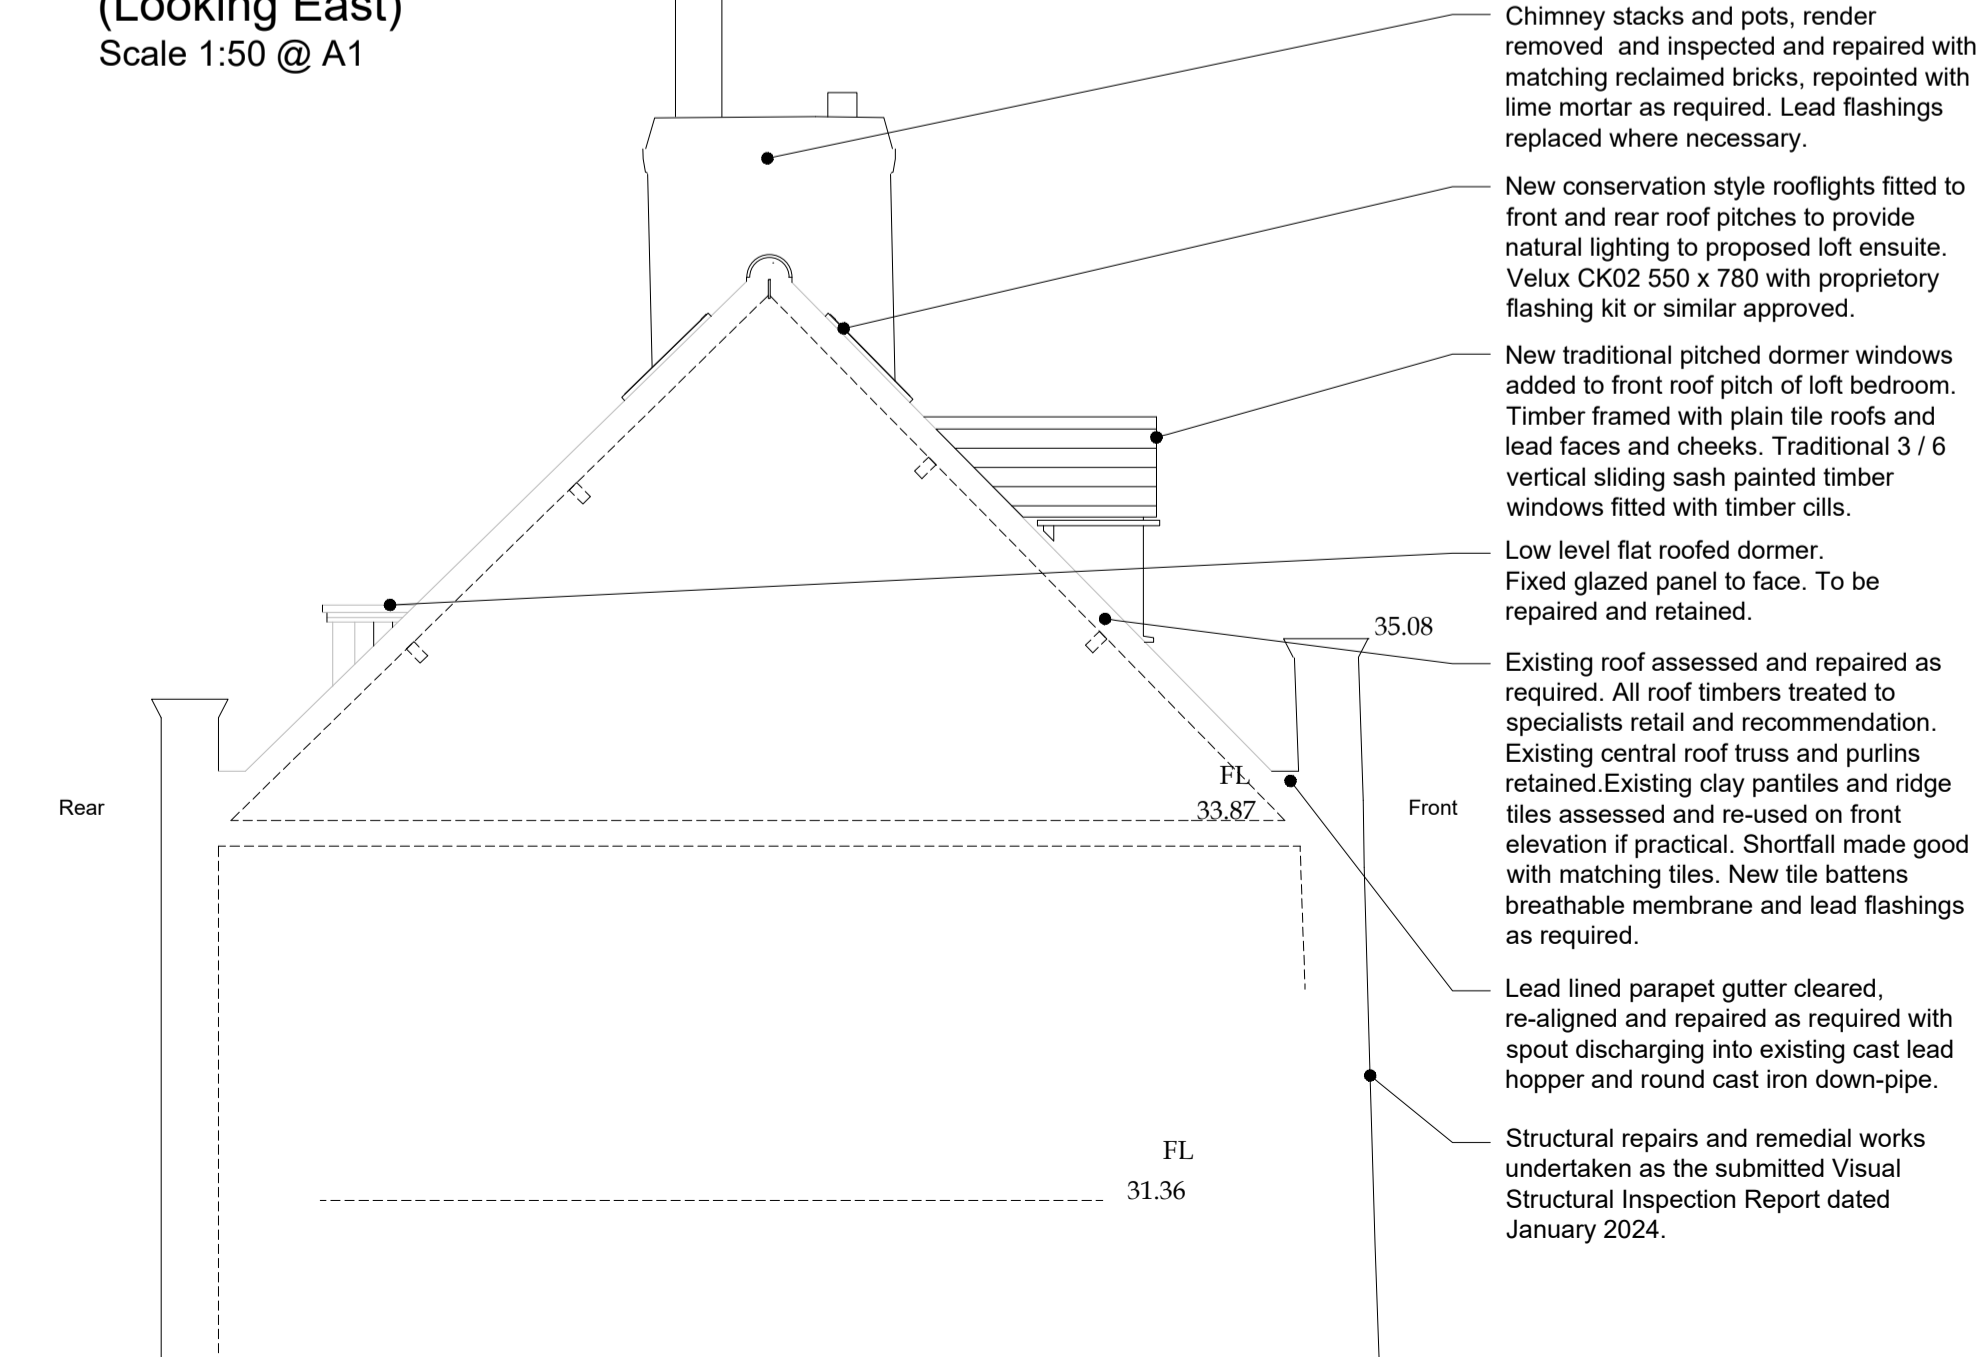 (Looking East)
Scale 1:50 @ A1
Chimney stacks and pots, render
removed and inspected and repaired with
matching reclaimed bricks, repointed with
lime mortar as required. Lead flashings
replaced where necessary.
New conservation style rooflights fitted to
front and rear roof pitches to provide
natural lighting to proposed loft ensuite.
Velux CK02 550 x 780 with proprietory
flashing kit or similar approved.
New traditional pitched dormer windows
added to front roof pitch of loft bedroom.
Timber framed with plain tile roofs and
lead faces and cheeks. Traditional 3 / 6
vertical sliding sash painted timber
windows fitted with timber cills.
Low level flat roofed dormer.
Fixed glazed panel to face. To be
repaired and retained.
35.08
Existing roof assessed and repaired as
required. All roof timbers treated to
specialists retail and recommendation.
Existing central roof truss and purlins
retained.Existing clay pantiles and ridge
tiles assessed and re-used on front
elevation if practical. Shortfall made good
with matching tiles. New tile battens
breathable membrane and lead flashings
as required.
FL
33.87
Rear
Front
Lead lined parapet gutter cleared,
re-aligned and repaired as required with
spout discharging into existing cast lead
hopper and round cast iron down-pipe.
FL
31.36
Structural repairs and remedial works
undertaken as the submitted Visual
Structural Inspection Report dated
January 2024.